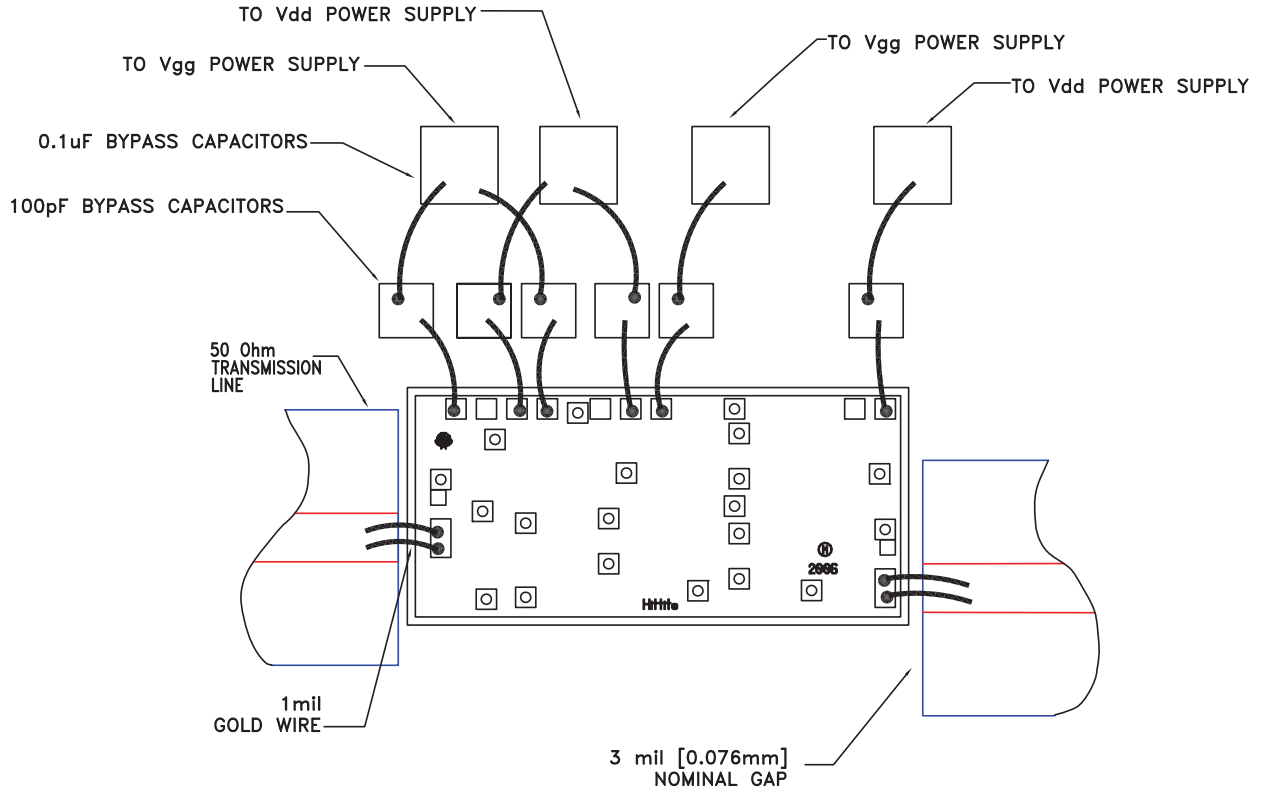 TO Vdd POWER SUPPLY
TO Vgg POWER SUPPLY
TO Vgg POWER SUPPLY
TO Vdd POWER SUPPLY
0.1uF BYPASS CAPACITORS
100pF BYPASS CAPACITORS
50 Ohm
TRANSMISSION
LINE
H
2006
Hittite
1mil
GOLD WIRE
3 mil [0.076mm]
NOMINAL GAP